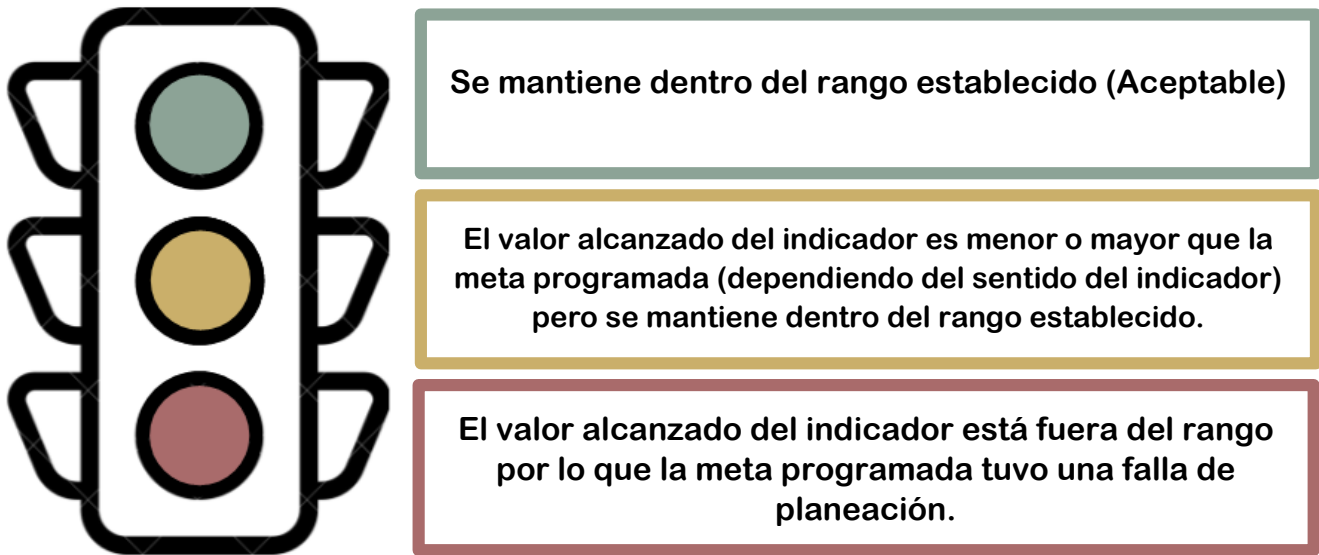 Se mantiene dentro del rango establecido (Aceptable)
El valor alcanzado del indicador es menor o mayor que la
meta programada (dependiendo del sentido del indicador)
pero se mantiene dentro del rango establecido.
El valor alcanzado del indicador está fuera del rango
por lo que la meta programada tuvo una falla de
planeación.